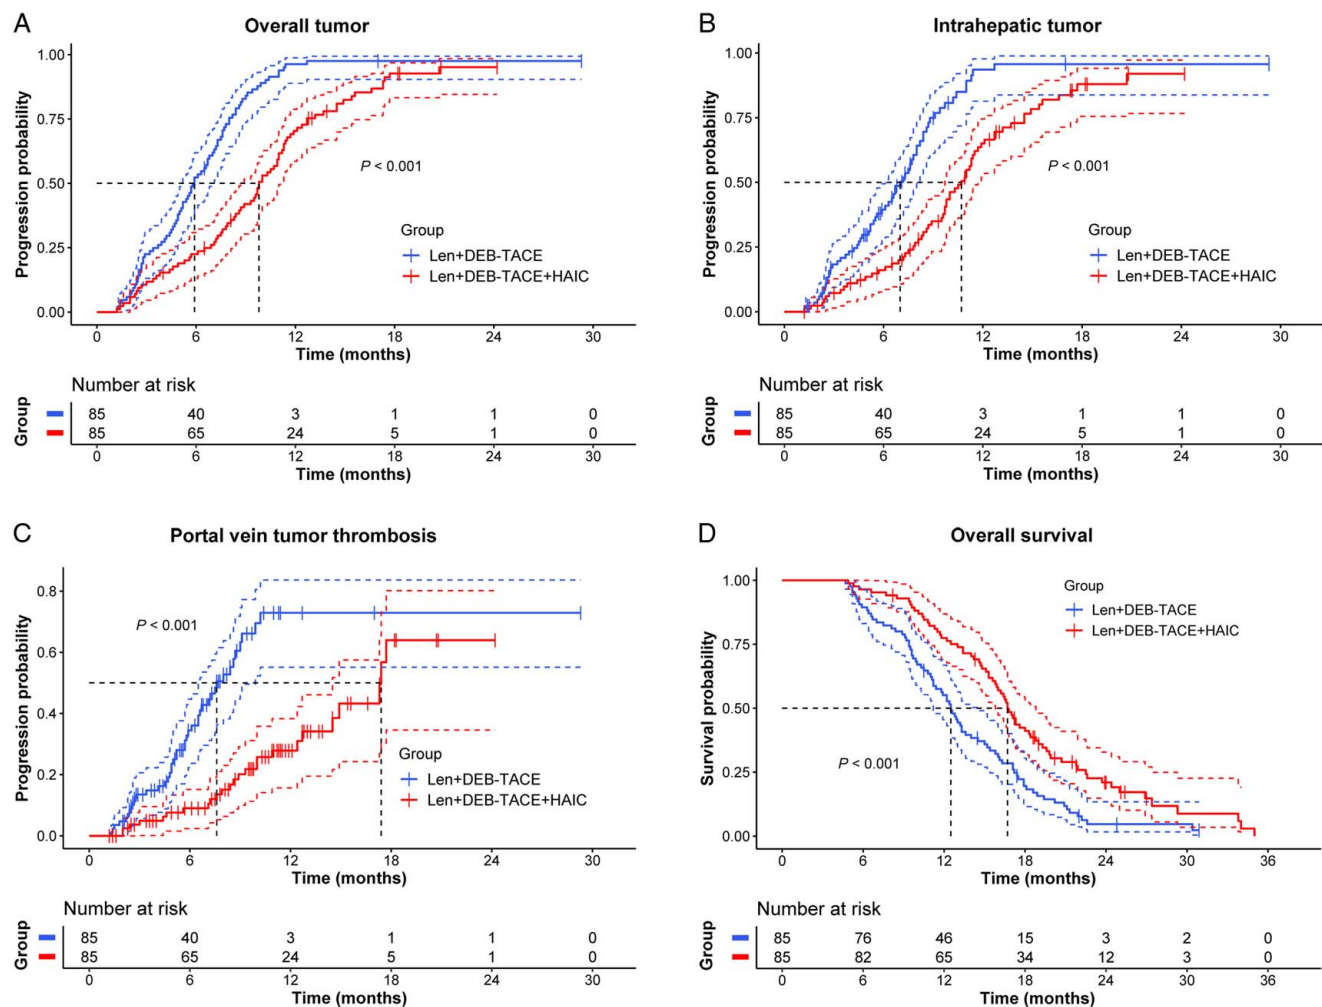 A
Overall tumor
Progression probability
1.00
0.75
0.50
0.25
0.00
P < 0.001
Group
Len+DEB-TACE
Len+DEB-TACE+HAIC
0 6 12 18 24 30
Time (months)
Number at risk
Group
85 40 3 1 1 0
85 65 24 5 1 0
0 6 12 18 24 30
Time (months)
B
Intrahepatic tumor
Progression probability
1.00
0.75
0.50
0.25
0.00
P < 0.001
Group
Len+DEB-TACE
Len+DEB-TACE+HAIC
0 6 12 18 24 30
Time (months)
Number at risk
Group
85 40 3 1 1 0
85 65 24 5 1 0
0 6 12 18 24 30
Time (months)
C
Portal vein tumor thrombosis
Progression probability
0.8
0.6
0.4
0.2
0.0
P < 0.001
Group
Len+DEB-TACE
Len+DEB-TACE+HAIC
0 6 12 18 24 30
Time (months)
Number at risk
Group
85 40 3 1 1 0
85 65 24 5 1 0
0 6 12 18 24 30
Time (months)
D
Overall survival
Survival probability
1.00
0.75
0.50
0.25
0.00
Group
Len+DEB-TACE
Len+DEB-TACE+HAIC
P < 0.001
0 6 12 18 24 30 36
Time (months)
Number at risk
Group
85 76 46 15 3 2 0
85 82 65 34 12 3 0
0 6 12 18 24 30 36
Time (months)